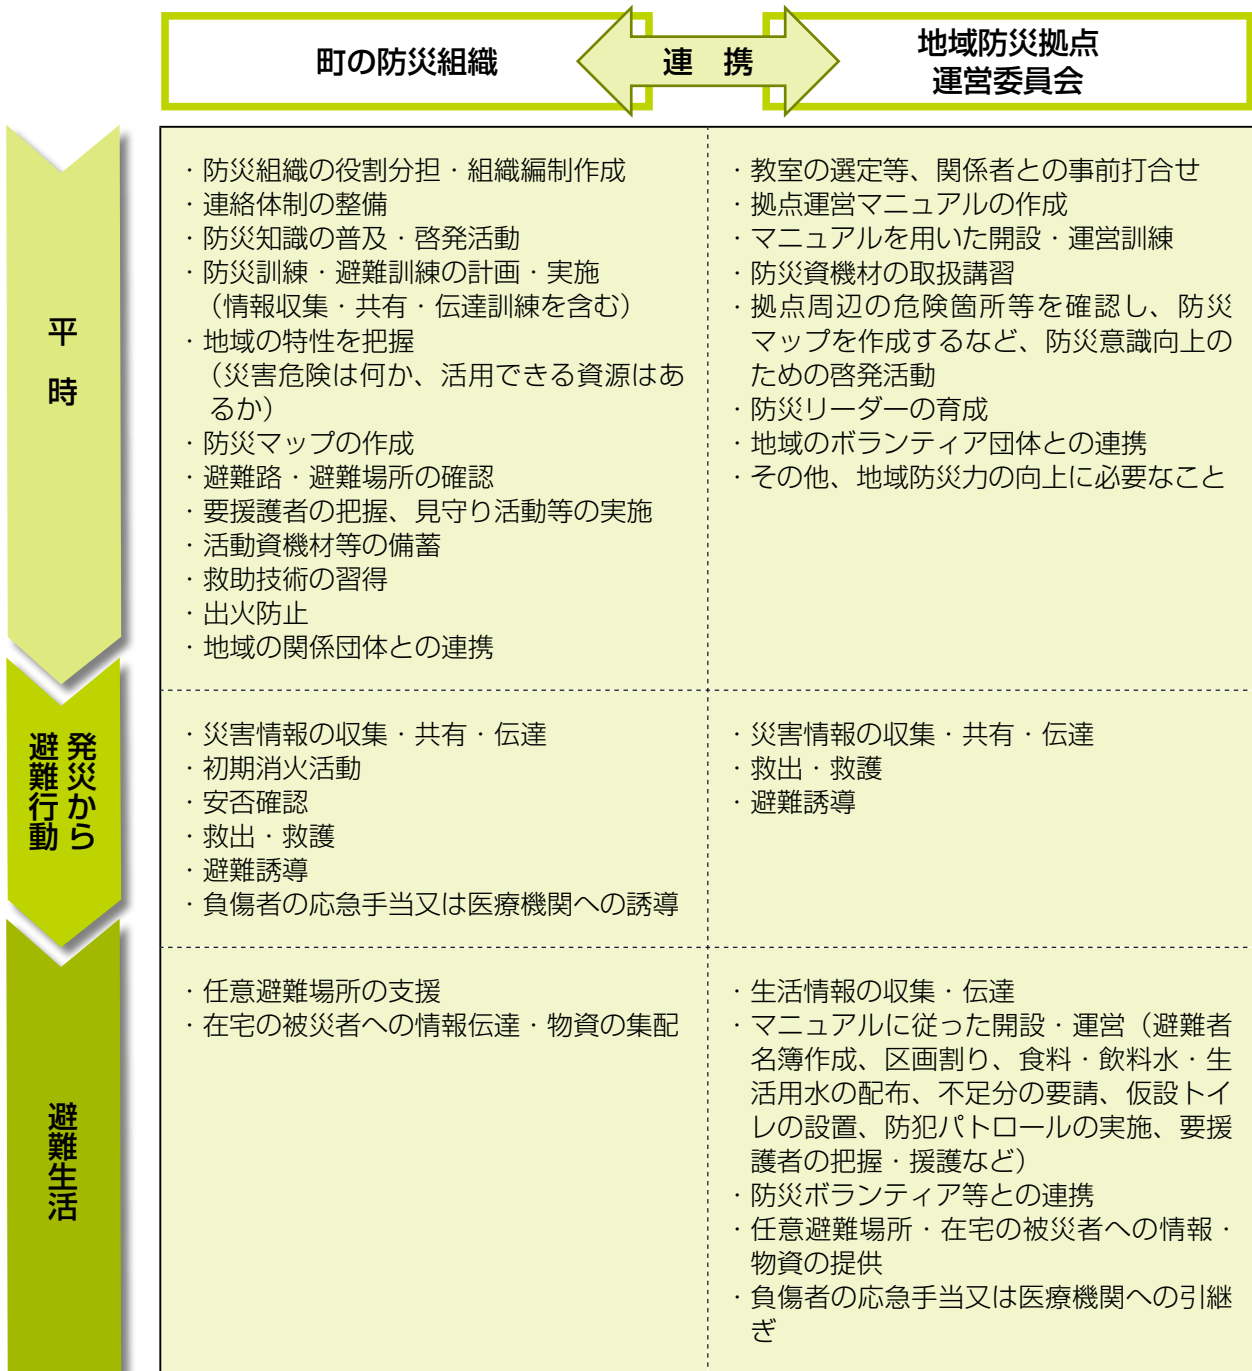 町の防災組織
連　携
地域防災拠点
運営委員会
平時
・防災組織の役割分担・組織編制作成
・連絡体制の整備
・防災知識の普及・啓発活動
・防災訓練・避難訓練の計画・実施
（情報収集・共有・伝達訓練を含む）
・地域の特性を把握
（災害危険は何か、活用できる資源はあ
るか）
・防災マップの作成
・避難路・避難場所の確認
・要援護者の把握、見守り活動等の実施
・活動資機材等の備蓄
・救助技術の習得
・出火防止
・地域の関係団体との連携
・教室の選定等、関係者との事前打合せ
・拠点運営マニュアルの作成
・マニュアルを用いた開設・運営訓練
・防災資機材の取扱講習
・拠点周辺の危険箇所等を確認し、防災
マップを作成するなど、防災意識向上の
ための啓発活動
・防災リーダーの育成
・地域のボランティア団体との連携
・その他、地域防災力の向上に必要なこと
発災から
避難行動
・災害情報の収集・共有・伝達
・初期消火活動
・安否確認
・救出・救護
・避難誘導
・負傷者の応急手当又は医療機関への誘導
・災害情報の収集・共有・伝達
・救出・救護
・避難誘導
避難生活
・任意避難場所の支援
・在宅の被災者への情報伝達・物資の集配
・生活情報の収集・伝達
・マニュアルに従った開設・運営（避難者
名簿作成、区画割り、食料・飲料水・生
活用水の配布、不足分の要請、仮設トイ
レの設置、防犯パトロールの実施、要援
護者の把握・援護など）
・防災ボランティア等との連携
・任意避難場所・在宅の被災者への情報・
物資の提供
・負傷者の応急手当又は医療機関への引継
ぎ